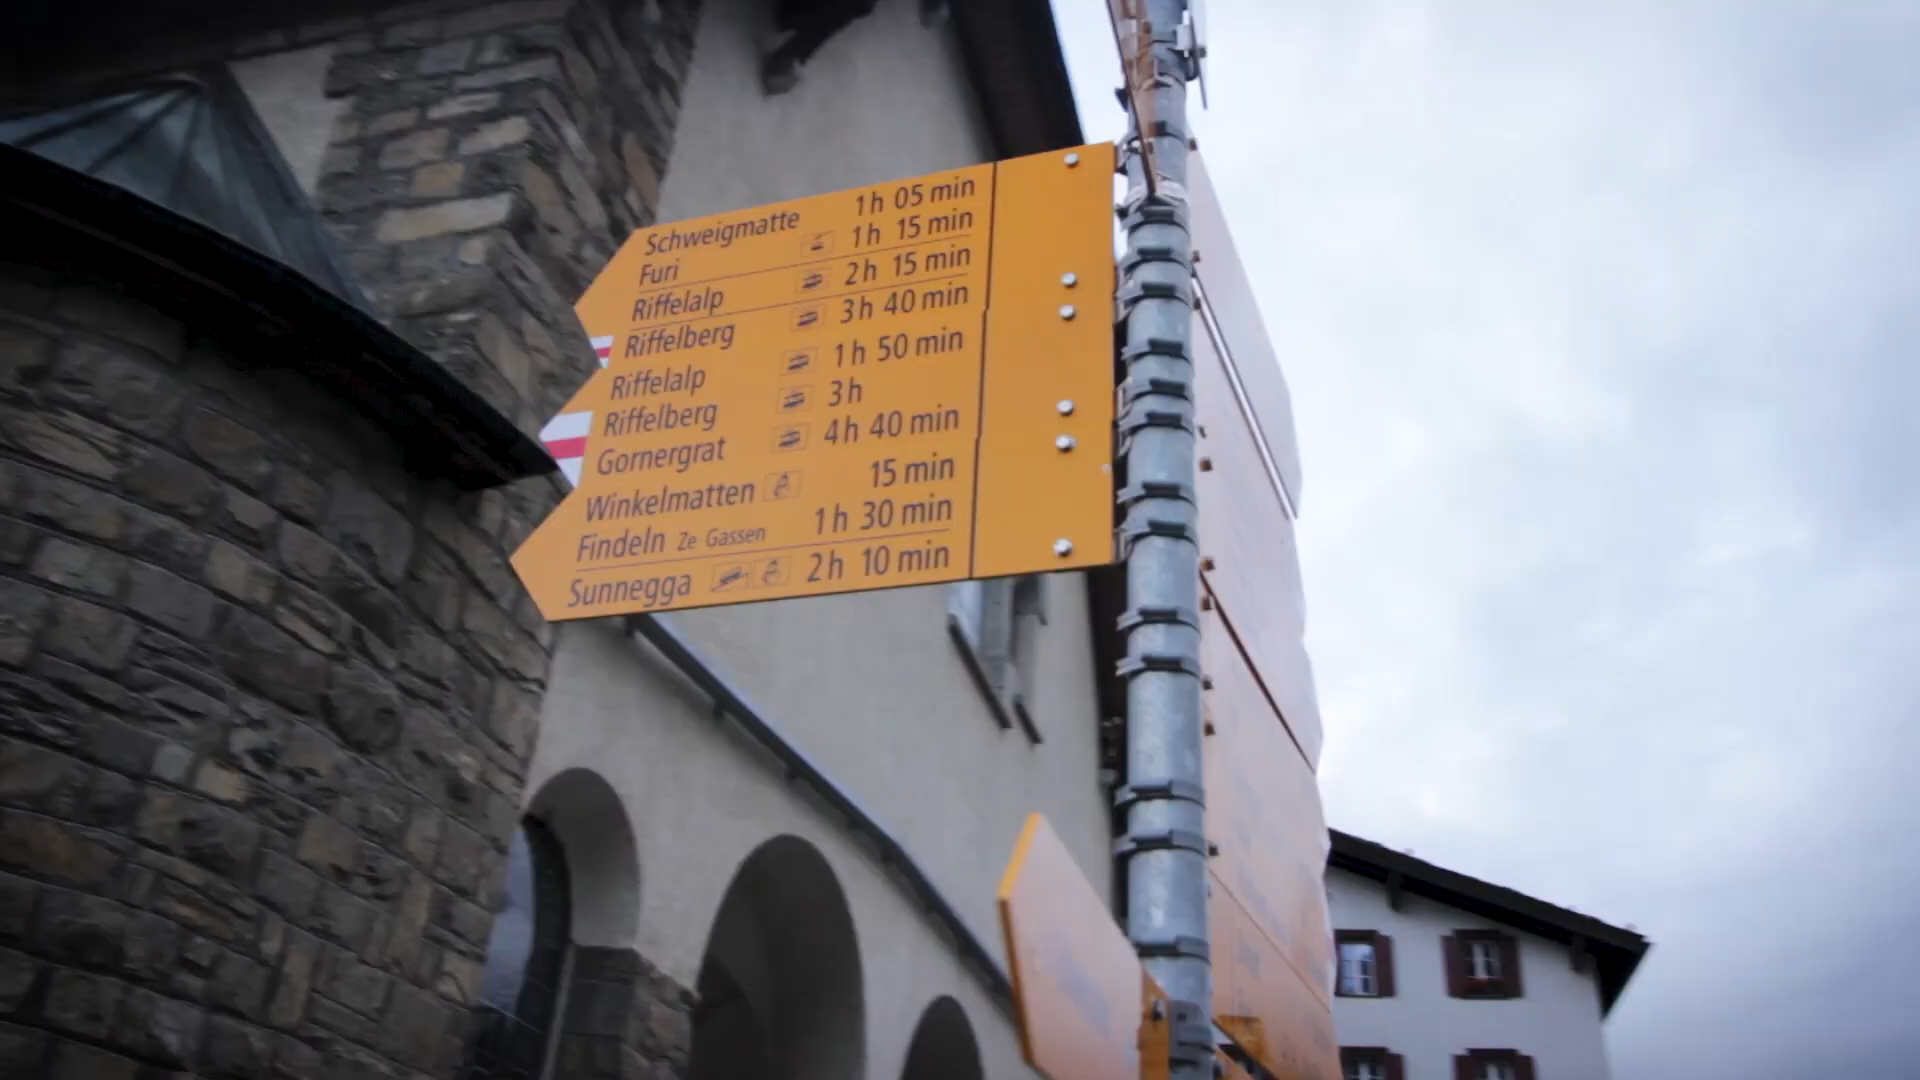 Schweigmatte 1h 05 min
Furi 1h 15 min
Riffelalp 2h 15 min
Riffelberg 3h 40 min
Riffelalp 1h 50 min
Riffelberg 3h
Gornergrat 4h 40 min
Winkelmatten 15 min
Findeln Ze Gassen 1h 30 min
Sunnegga 2h 10 min